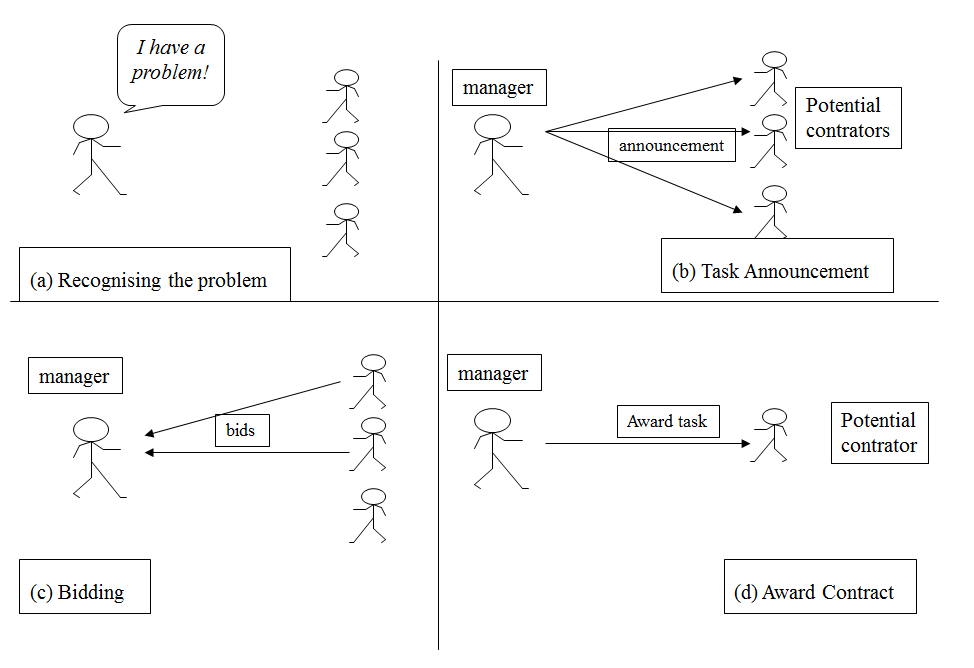 I have a
problem!
(a) Recognising the problem
manager
announcement
Potential
contrators
(b) Task Announcement
manager
bids
(c) Bidding
manager
Award task
Potential
contrator
(d) Award Contract